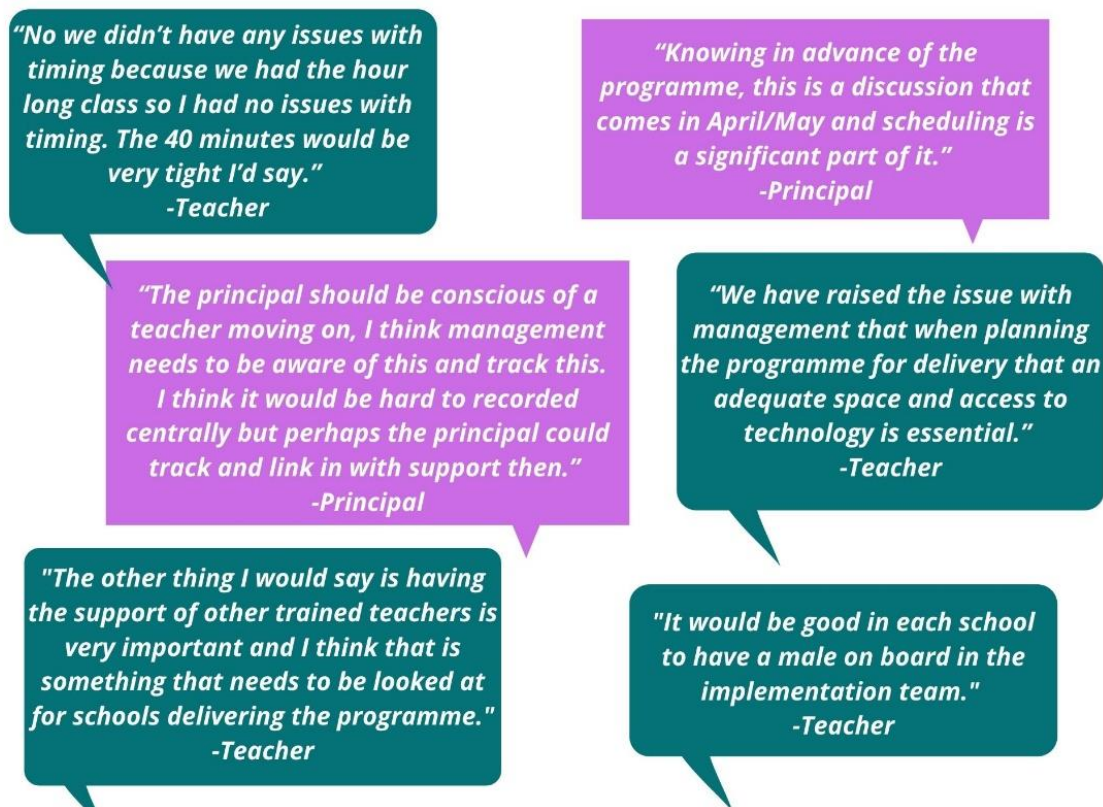 “No we didn’t have any issues with
timing because we had the hour
long class so I had no issues with
timing. The 40 minutes would be
very tight I’d say.”
-Teacher
“Knowing in advance of the
programme, this is a discussion that
comes in April/May and scheduling is
a significant part of it.”
-Principal
“The principal should be conscious of a
teacher moving on, I think management
needs to be aware of this and track this.
I think it would be hard to recorded
centrally but perhaps the principal could
track and link in with support then.”
-Principal
“We have raised the issue with
management that when planning
the programme for delivery that an
adequate space and access to
technology is essential.”
-Teacher
"The other thing I would say is having
the support of other trained teachers is
very important and I think that is
something that needs to be looked at
for schools delivering the programme."
-Teacher
"It would be good in each school
to have a male on board in the
implementation team."
-Teacher